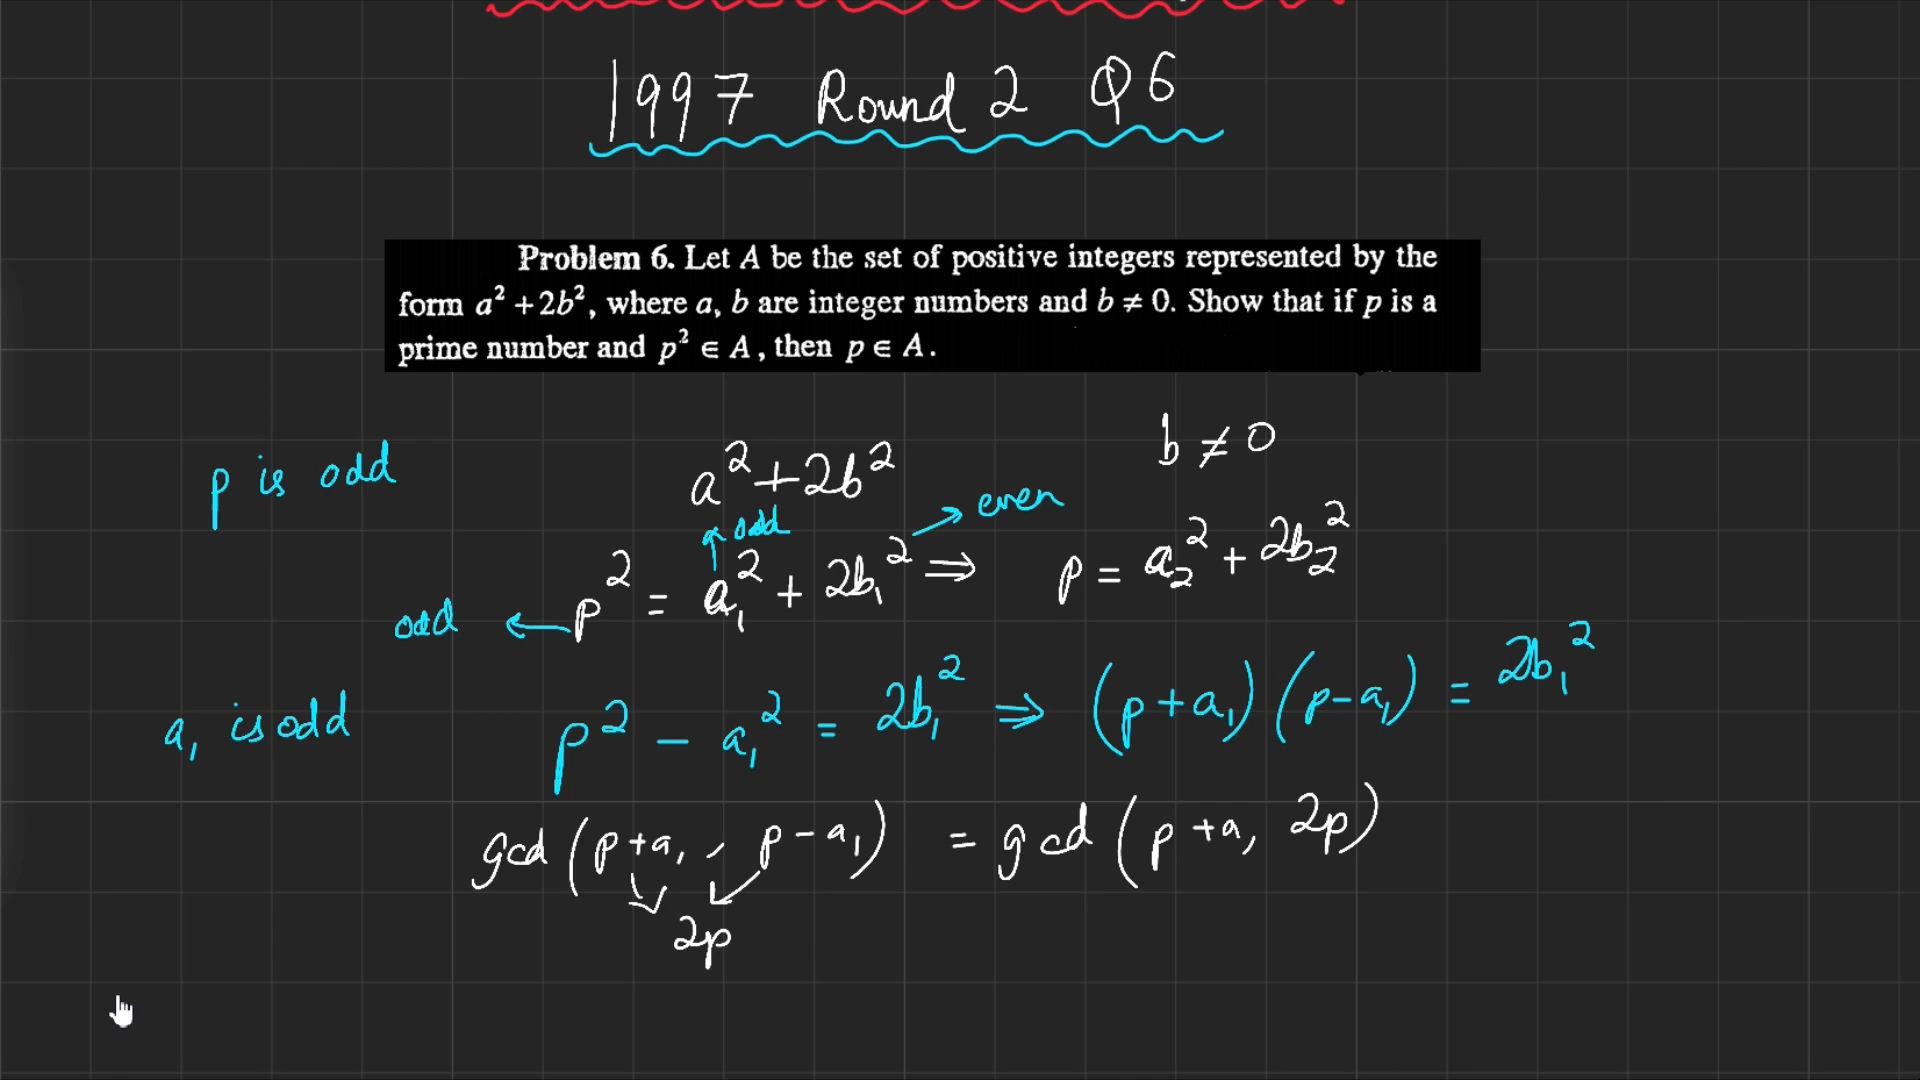 1997 Round 2 Q6
Problem 6. Let A be the set of positive integers represented by the
form a² + 2b², where a, b are integer numbers and b ≠ 0. Show that if p is a
prime number and p² ∈ A, then p ∈ A.
b ≠ 0
p is odd
a² + 2b²
odd
even
p² = a₁² + 2b₁² ⇒ p = a₂² + 2b₂²
odd ←
a₁ is odd
p² − a₁² = 2b₁² ⇒ (p+a₁)(p−a₁) = 2b₁²
gcd(p+a₁, p−a₁) = gcd(p+a, 2p)
2p